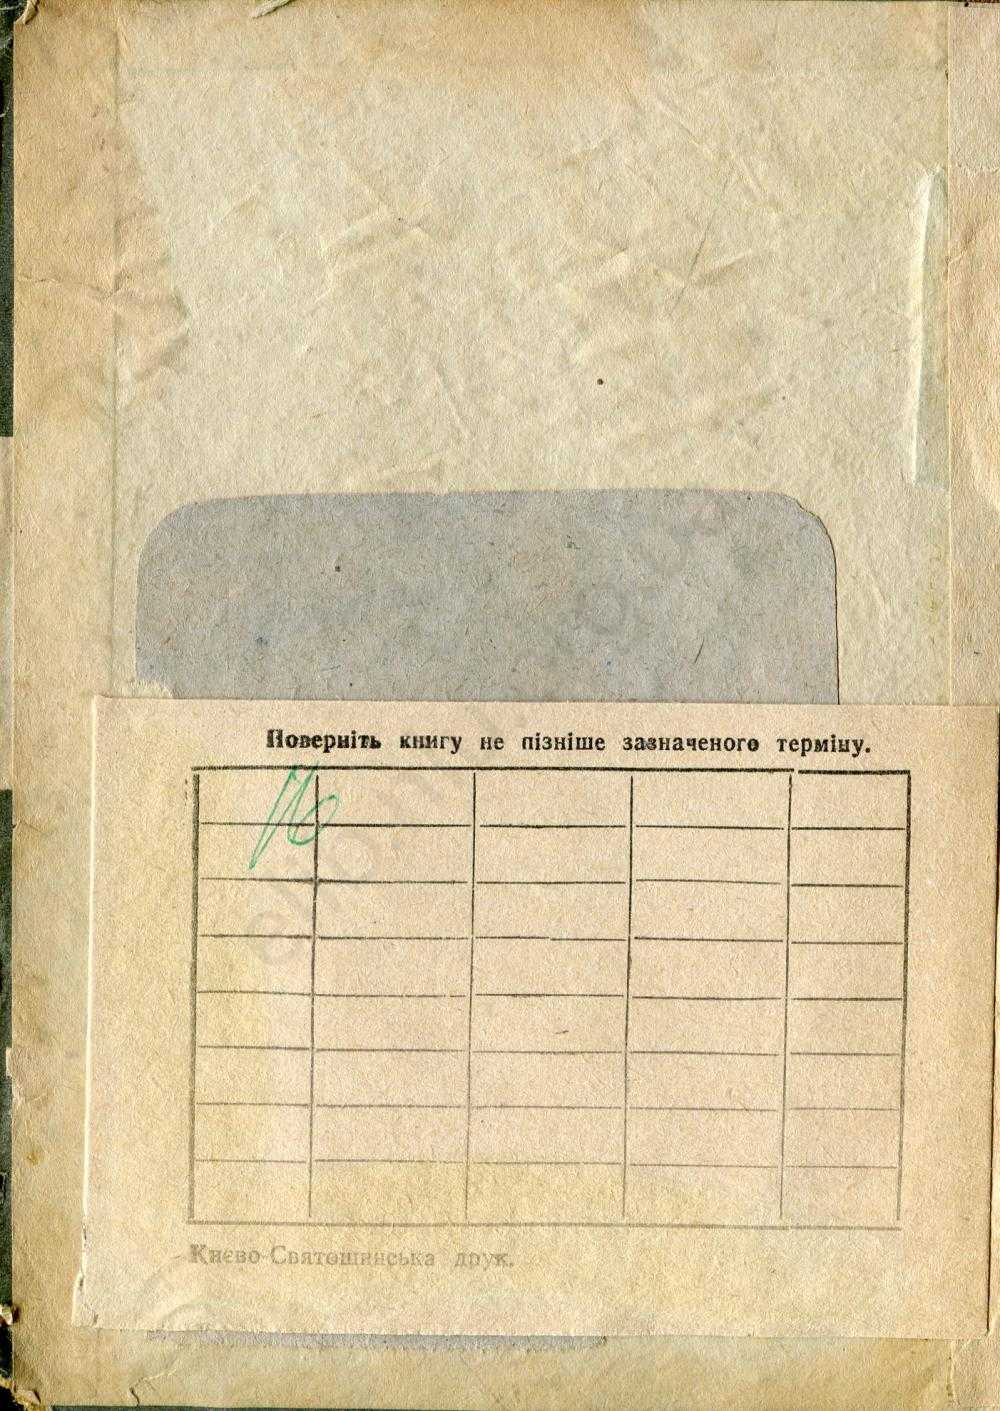 Поверніть книгу не пізніше зазначеного терміну.
Києво-Святошинська друк.